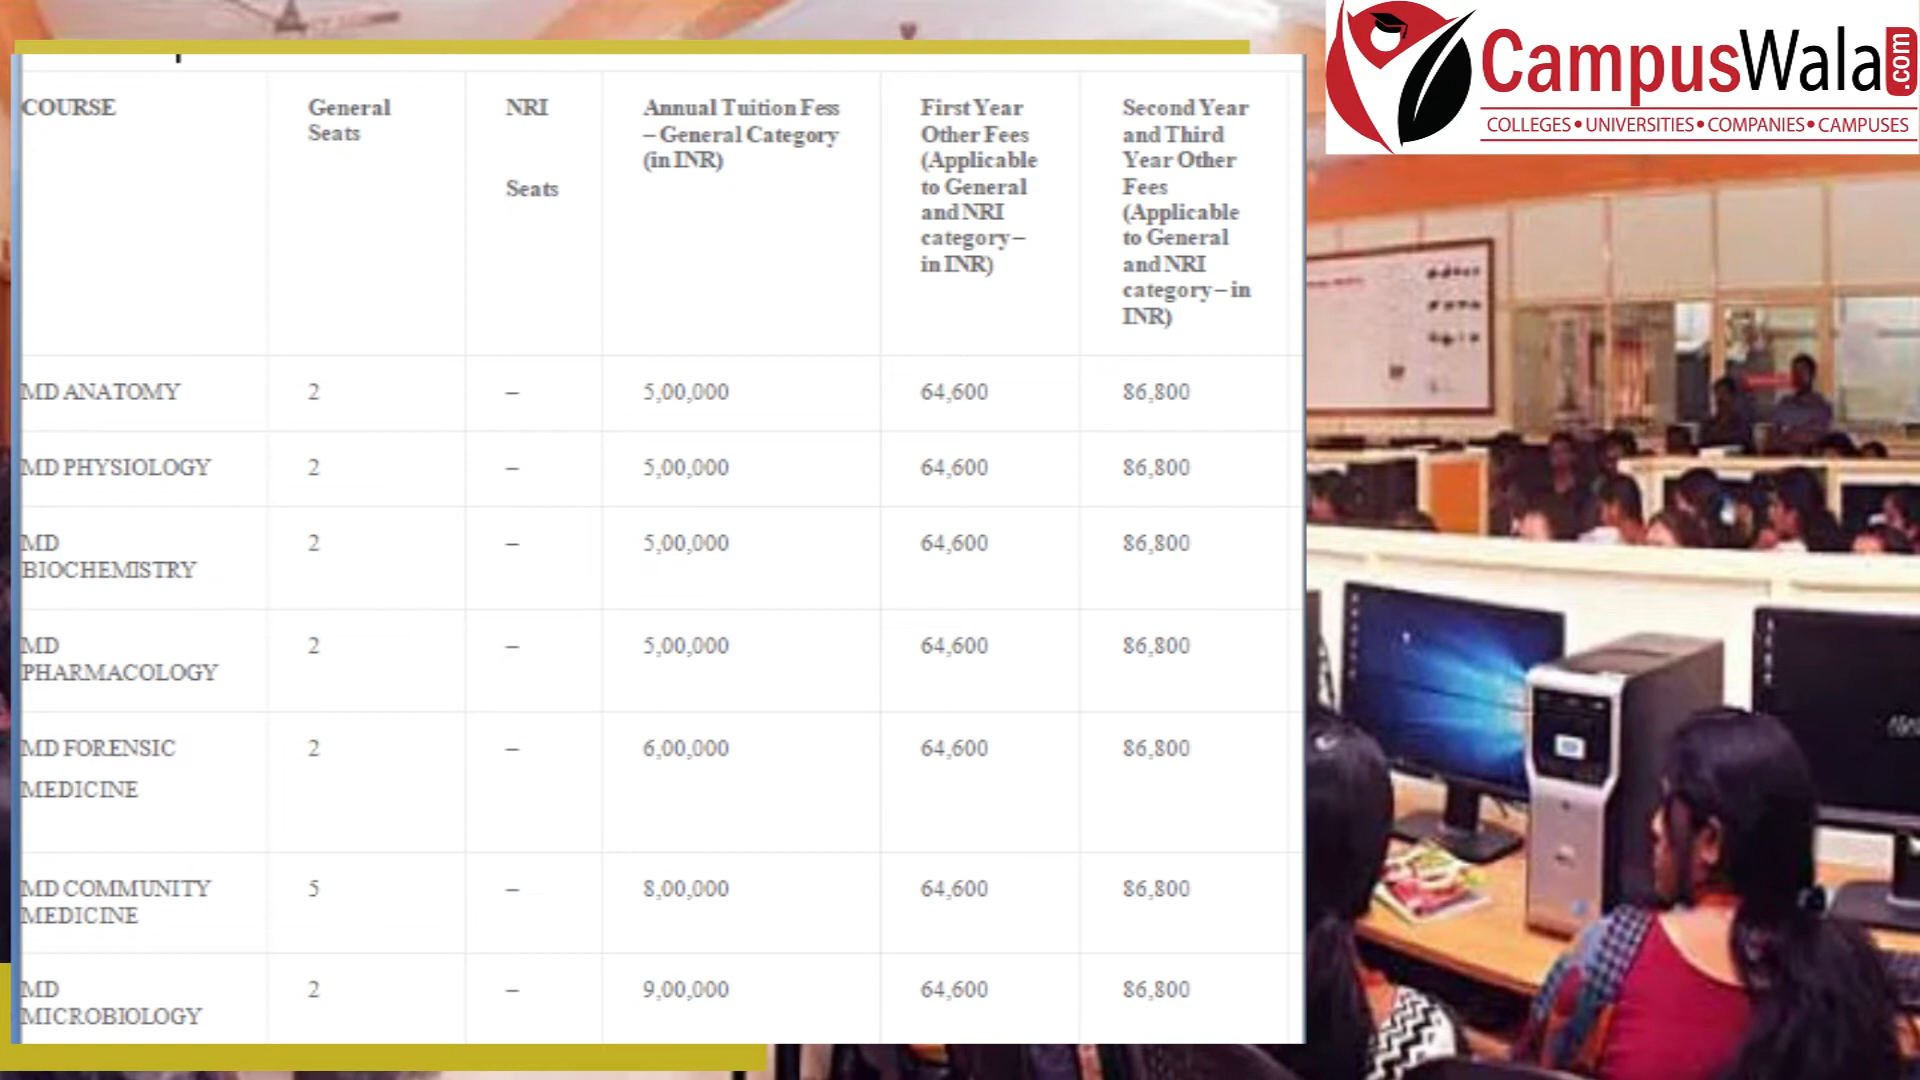 CampusWala.com
COLLEGES • UNIVERSITIES • COMPANIES • CAMPUSES
COURSE
General
Seats
NRI
Seats
Annual Tuition Fess
– General Category
(in INR)
First Year
Other Fees
(Applicable
to General
and NRI
category –
in INR)
Second Year
and Third
Year Other
Fees
(Applicable
to General
and NRI
category – in
INR)
MD ANATOMY 2 – 5,00,000 64,600 86,800
MD PHYSIOLOGY 2 – 5,00,000 64,600 86,800
MD 2 – 5,00,000 64,600 86,800
BIOCHEMISTRY
MD 2 – 5,00,000 64,600 86,800
PHARMACOLOGY
MD FORENSIC 2 – 6,00,000 64,600 86,800
MEDICINE
MD COMMUNITY 5 – 8,00,000 64,600 86,800
MEDICINE
MD 2 – 9,00,000 64,600 86,800
MICROBIOLOGY